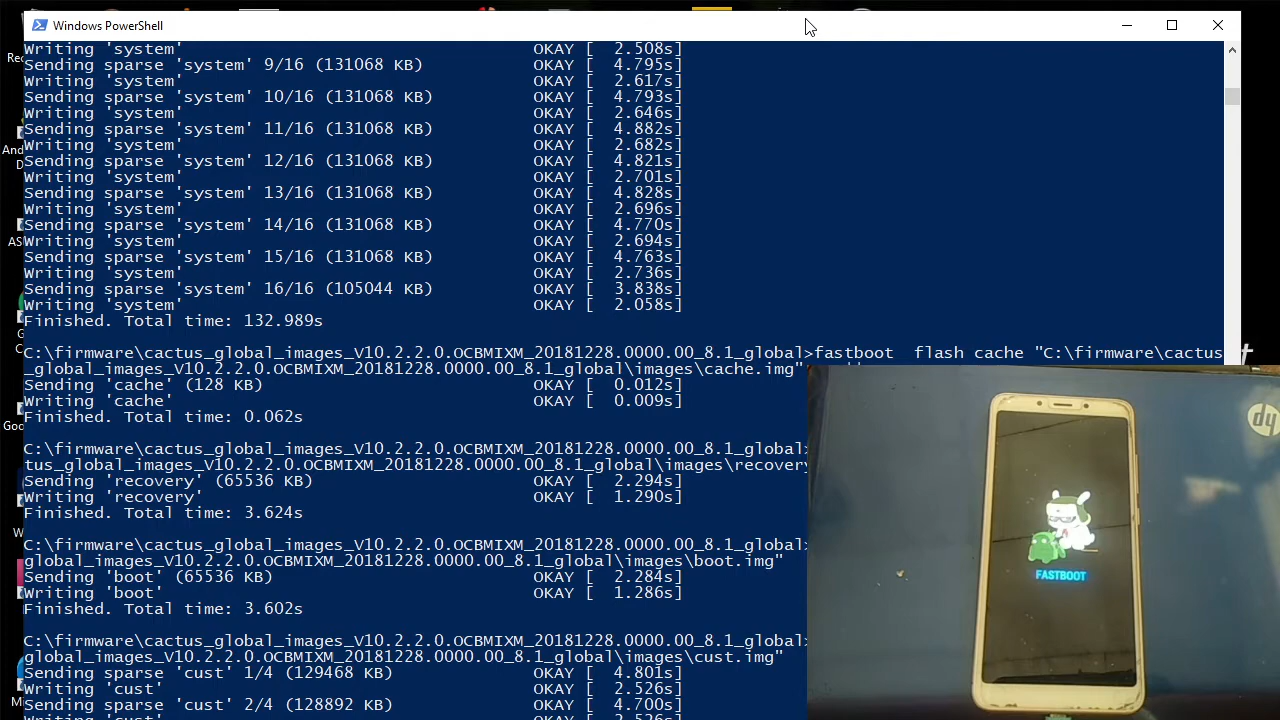 Windows PowerShell
Writing 'system' OKAY [  2.508s]
Sending sparse 'system' 9/16 (131068 KB) OKAY [  4.795s]
Writing 'system' OKAY [  2.617s]
Sending sparse 'system' 10/16 (131068 KB) OKAY [  4.793s]
Writing 'system' OKAY [  2.646s]
Sending sparse 'system' 11/16 (131068 KB) OKAY [  4.882s]
Writing 'system' OKAY [  2.682s]
Sending sparse 'system' 12/16 (131068 KB) OKAY [  4.821s]
Writing 'system' OKAY [  2.701s]
Sending sparse 'system' 13/16 (131068 KB) OKAY [  4.828s]
Writing 'system' OKAY [  2.696s]
Sending sparse 'system' 14/16 (131068 KB) OKAY [  4.770s]
Writing 'system' OKAY [  2.694s]
Sending sparse 'system' 15/16 (131068 KB) OKAY [  4.763s]
Writing 'system' OKAY [  2.736s]
Sending sparse 'system' 16/16 (105044 KB) OKAY [  3.838s]
Writing 'system' OKAY [  2.058s]
Finished. Total time: 132.989s
C:\firmware\cactus_global_images_V10.2.2.0.OCBMIXM_20181228.0000.00_8.1_global>fastboot  flash cache "C:\firmware\cactus
_global_images_V10.2.2.0.OCBMIXM_20181228.0000.00_8.1_global\images\cache.img"
Sending 'cache' (128 KB) OKAY [  0.012s]
Writing 'cache' OKAY [  0.009s]
Finished. Total time: 0.062s
C:\firmware\cactus_global_images_V10.2.2.0.OCBMIXM_20181228.0000.00_8.1_global>
tus_global_images_V10.2.2.0.OCBMIXM_20181228.0000.00_8.1_global\images\recovery
Sending 'recovery' (65536 KB) OKAY [  2.294s]
Writing 'recovery' OKAY [  1.290s]
Finished. Total time: 3.624s
C:\firmware\cactus_global_images_V10.2.2.0.OCBMIXM_20181228.0000.00_8.1_global>
global_images_V10.2.2.0.OCBMIXM_20181228.0000.00_8.1_global\images\boot.img"
Sending 'boot' (65536 KB) OKAY [  2.284s]
Writing 'boot' OKAY [  1.286s]
Finished. Total time: 3.602s
C:\firmware\cactus_global_images_V10.2.2.0.OCBMIXM_20181228.0000.00_8.1_global>
global_images_V10.2.2.0.OCBMIXM_20181228.0000.00_8.1_global\images\cust.img"
Sending sparse 'cust' 1/4 (129468 KB) OKAY [  4.801s]
Writing 'cust' OKAY [  2.526s]
Sending sparse 'cust' 2/4 (128892 KB) OKAY [  4.700s]
hp
FASTBOOT